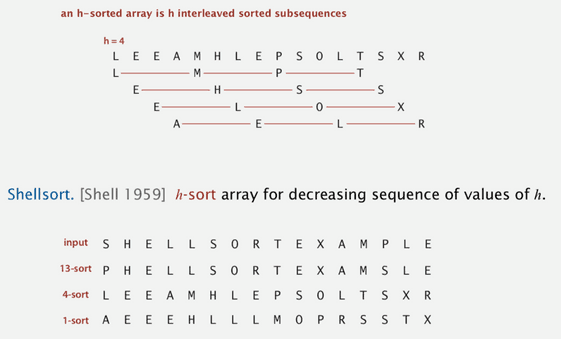 an h-sorted array is h interleaved sorted subsequences
h = 4
L E E A M H L E P S O L T S X R
L M P T
E H S S
E L O X
A E L R
Shellsort. [Shell 1959] h-sort array for decreasing sequence of values of h.
input S H E L L S O R T E X A M P L E
13-sort P H E L L S O R T E X A M S L E
4-sort L E E A M H L E P S O L T S X R
1-sort A E E E H L L L M O P R S S T X